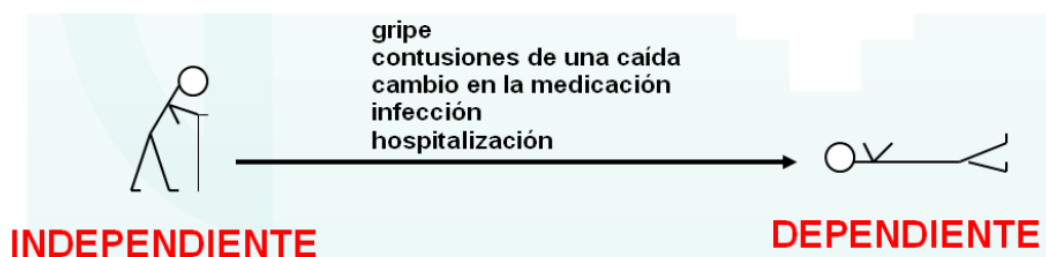 gripe
contusiones de una caída
cambio en la medicación
infección
hospitalización
INDEPENDIENTE
DEPENDIENTE